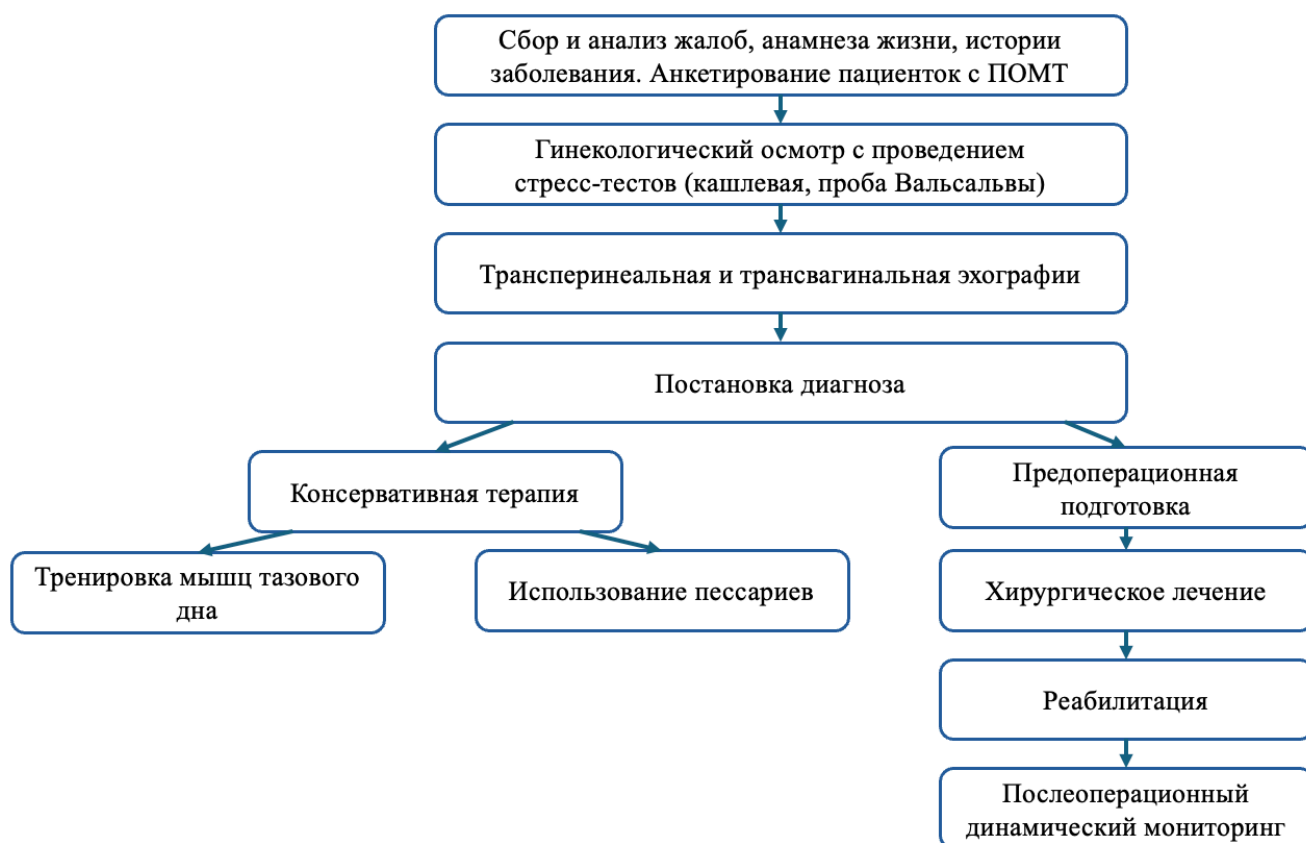 Сбор и анализ жалоб, анамнеза жизни, истории
заболевания. Анкетирование пациенток с ПОМТ
Гинекологический осмотр с проведением
стресс-тестов (кашлевая, проба Вальсальвы)
Трансперинеальная и трансвагинальная эхографии
Постановка диагноза
Консервативная терапия
Предоперационная
подготовка
Тренировка мышц тазового
дна
Использование пессариев
Хирургическое лечение
Реабилитация
Послеоперационный
динамический мониторинг